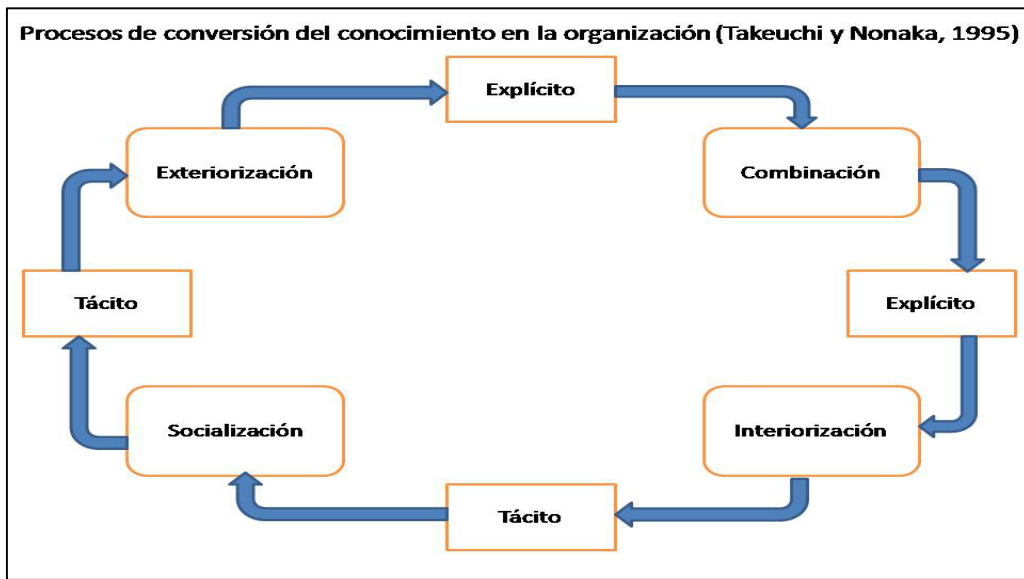 Procesos de conversión del conocimiento en la organización (Takeuchi y Nonaka, 1995)
Explícito
Exteriorización
Combinación
Tácito
Explícito
Socialización
Interiorización
Tácito